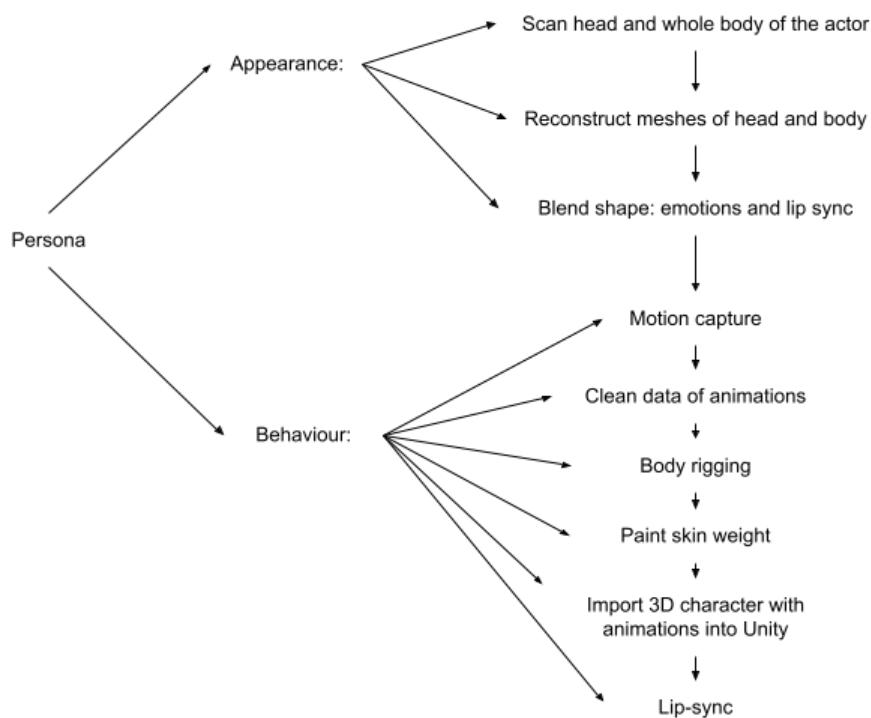 Scan head and whole body of the actor
Appearance:
Reconstruct meshes of head and body
Blend shape: emotions and lip sync
Persona
Motion capture
Clean data of animations
Behaviour:
Body rigging
Paint skin weight
Import 3D character with
animations into Unity
Lip-sync